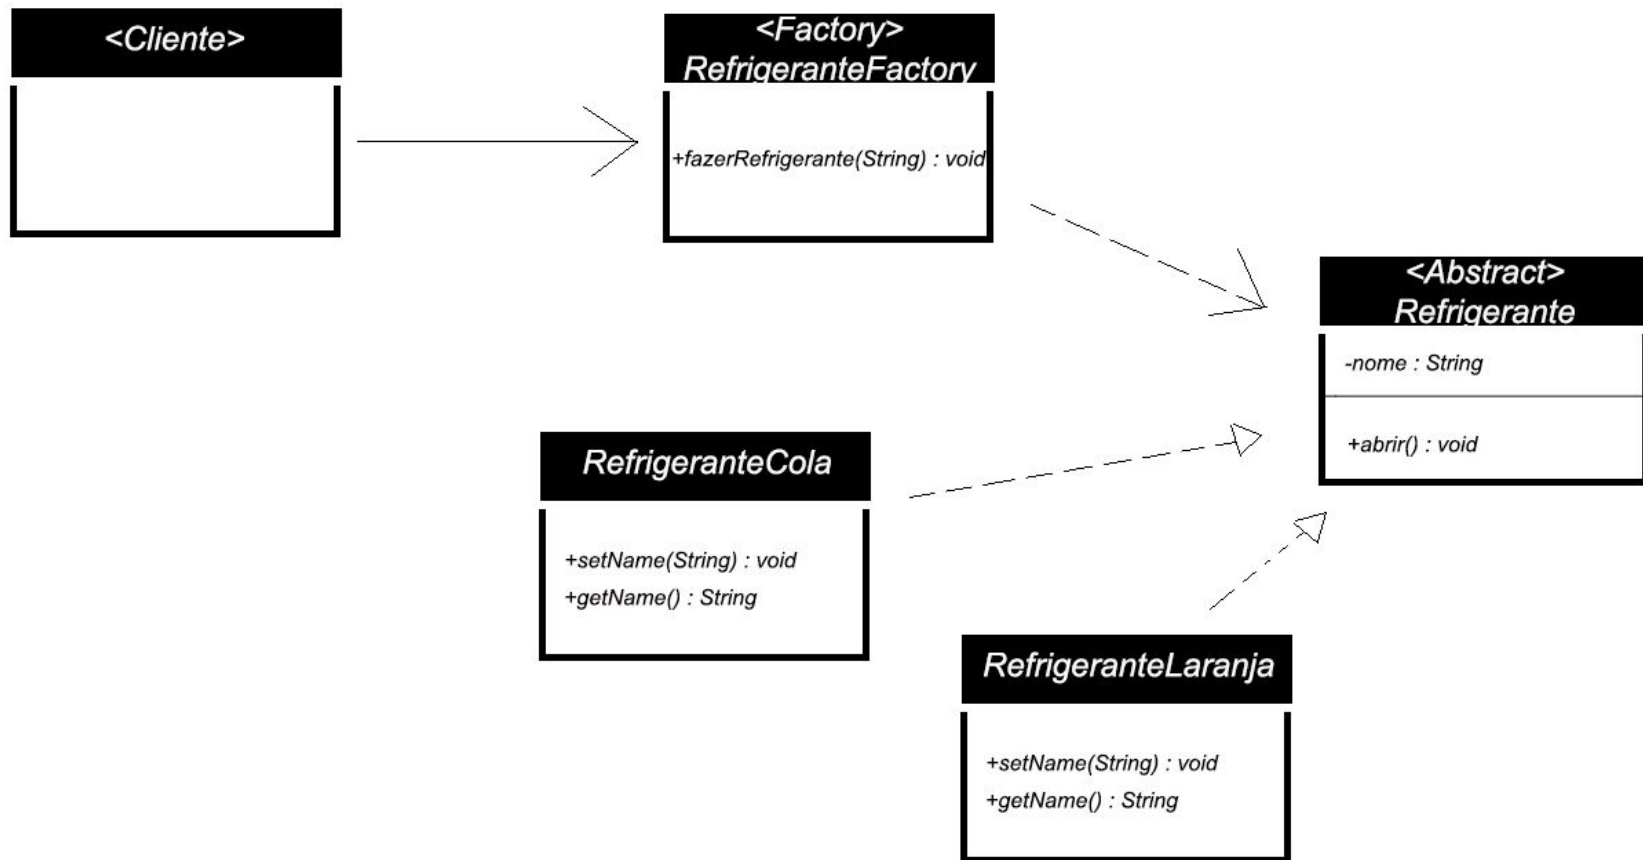 <Cliente>
<Factory>
RefrigeranteFactory
+fazerRefrigerante(String) : void
<Abstract>
Refrigerante
-nome : String
+abrir() : void
RefrigeranteCola
+setName(String) : void
+getName() : String
RefrigeranteLaranja
+setName(String) : void
+getName() : String